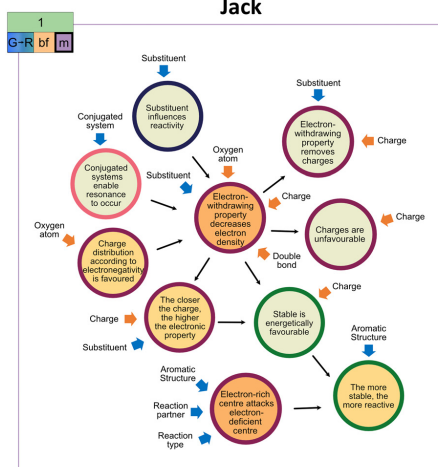 Jack
1
G→R bf m
Substituent
Substituent
influences
reactivity
Substituent
Electron-
withdrawing
property
removes
charges
Charge
Conjugated
system
Conjugated
systems
enable
resonance
to occur
Oxygen
atom
Substituent
Electron-
withdrawing
property
decreases
electron
density
Charge
Double
bond
Charge
Charges are
unfavourable
Oxygen
atom
Charge
distribution
according to
electronegativity
is favoured
Charge
Substituent
The closer
the charge,
the higher
the electronic
property
Charge
Stable is
energetically
favourable
Aromatic
Structure
The more
stable, the
more reactive
Aromatic
Structure
Reaction
partner
Reaction
type
Electron-rich
centre attacks
electron-
deficient
centre